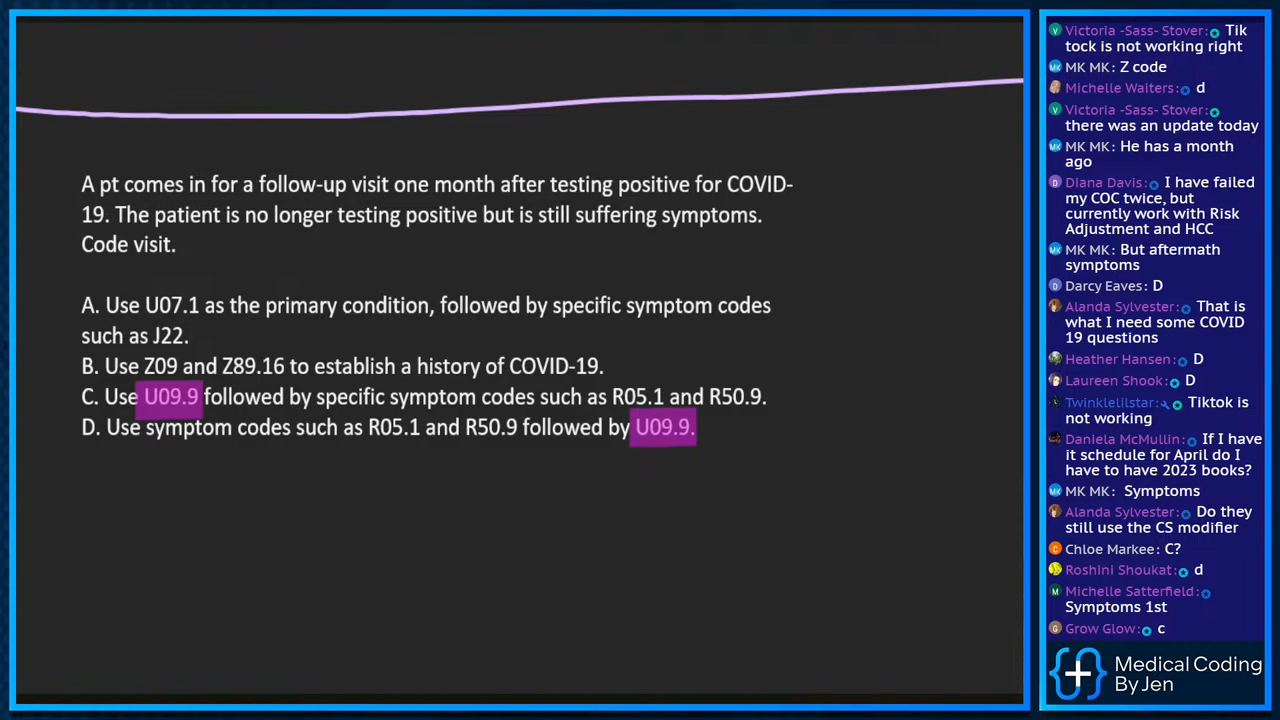 A pt comes in for a follow-up visit one month after testing positive for COVID-
19. The patient is no longer testing positive but is still suffering symptoms.
Code visit.
A. Use U07.1 as the primary condition, followed by specific symptom codes
such as J22.
B. Use Z09 and Z89.16 to establish a history of COVID-19.
C. Use U09.9 followed by specific symptom codes such as R05.1 and R50.9.
D. Use symptom codes such as R05.1 and R50.9 followed by U09.9.
V Victoria -Sass- Stover: Tik
tock is not working right
MK MK MK: Z code
Michelle Waiters: d
V Victoria -Sass- Stover:
there was an update today
MK MK MK: He has a month
ago
D Diana Davis: I have failed
my COC twice, but
currently work with Risk
Adjustment and HCC
MK MK MK: But aftermath
symptoms
D Darcy Eaves: D
Alanda Sylvester: That is
what I need some COVID
19 questions
Heather Hansen: D
Laureen Shook: D
Twinklelilstar: Tiktok is
not working
Daniela McMullin: If I have
it schedule for April do I
have to have 2023 books?
MK MK MK: Symptoms
Alanda Sylvester: Do they
still use the CS modifier
C Chloe Markee: C?
Roshini Shoukat: d
M Michelle Satterfield:
Symptoms 1st
G Grow Glow: c
Medical Coding
By Jen